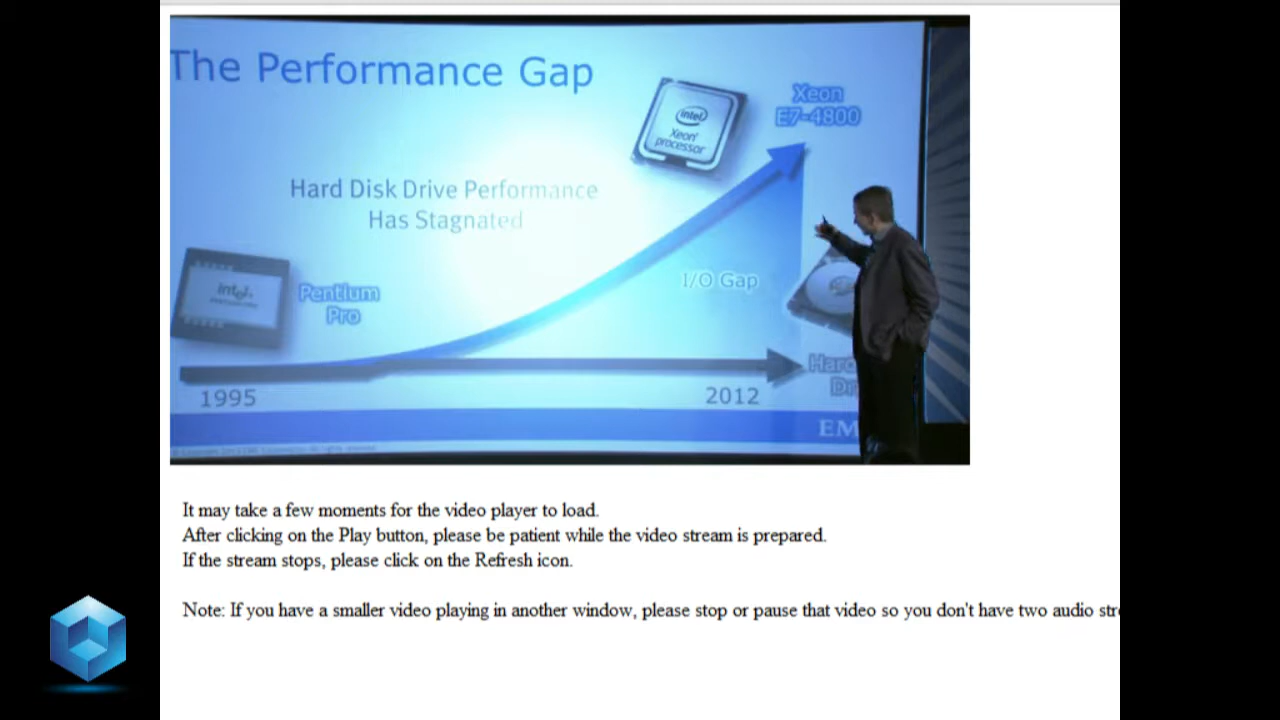 The Performance Gap
Xeon
E7-4800
intel
Xeon
processor
Hard Disk Drive Performance
Has Stagnated
I/O Gap
intel
Pentium
Pro
1995
2012
EM
It may take a few moments for the video player to load.
After clicking on the Play button, please be patient while the video stream is prepared.
If the stream stops, please click on the Refresh icon.
Note: If you have a smaller video playing in another window, please stop or pause that video so you don't have two audio str